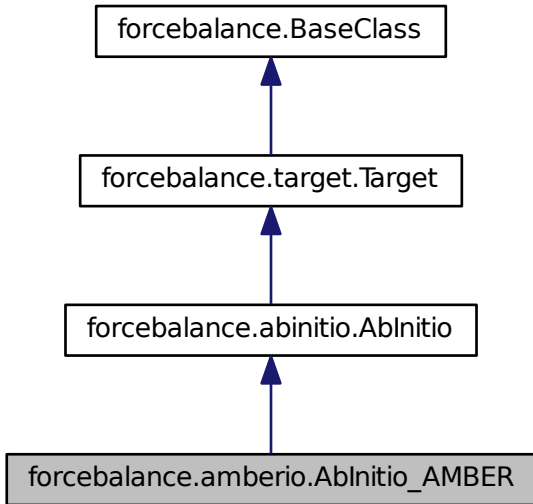 forcebalance.BaseClass
forcebalance.target.Target
forcebalance.abinitio.AbInitio
forcebalance.amberio.AbInitio_AMBER